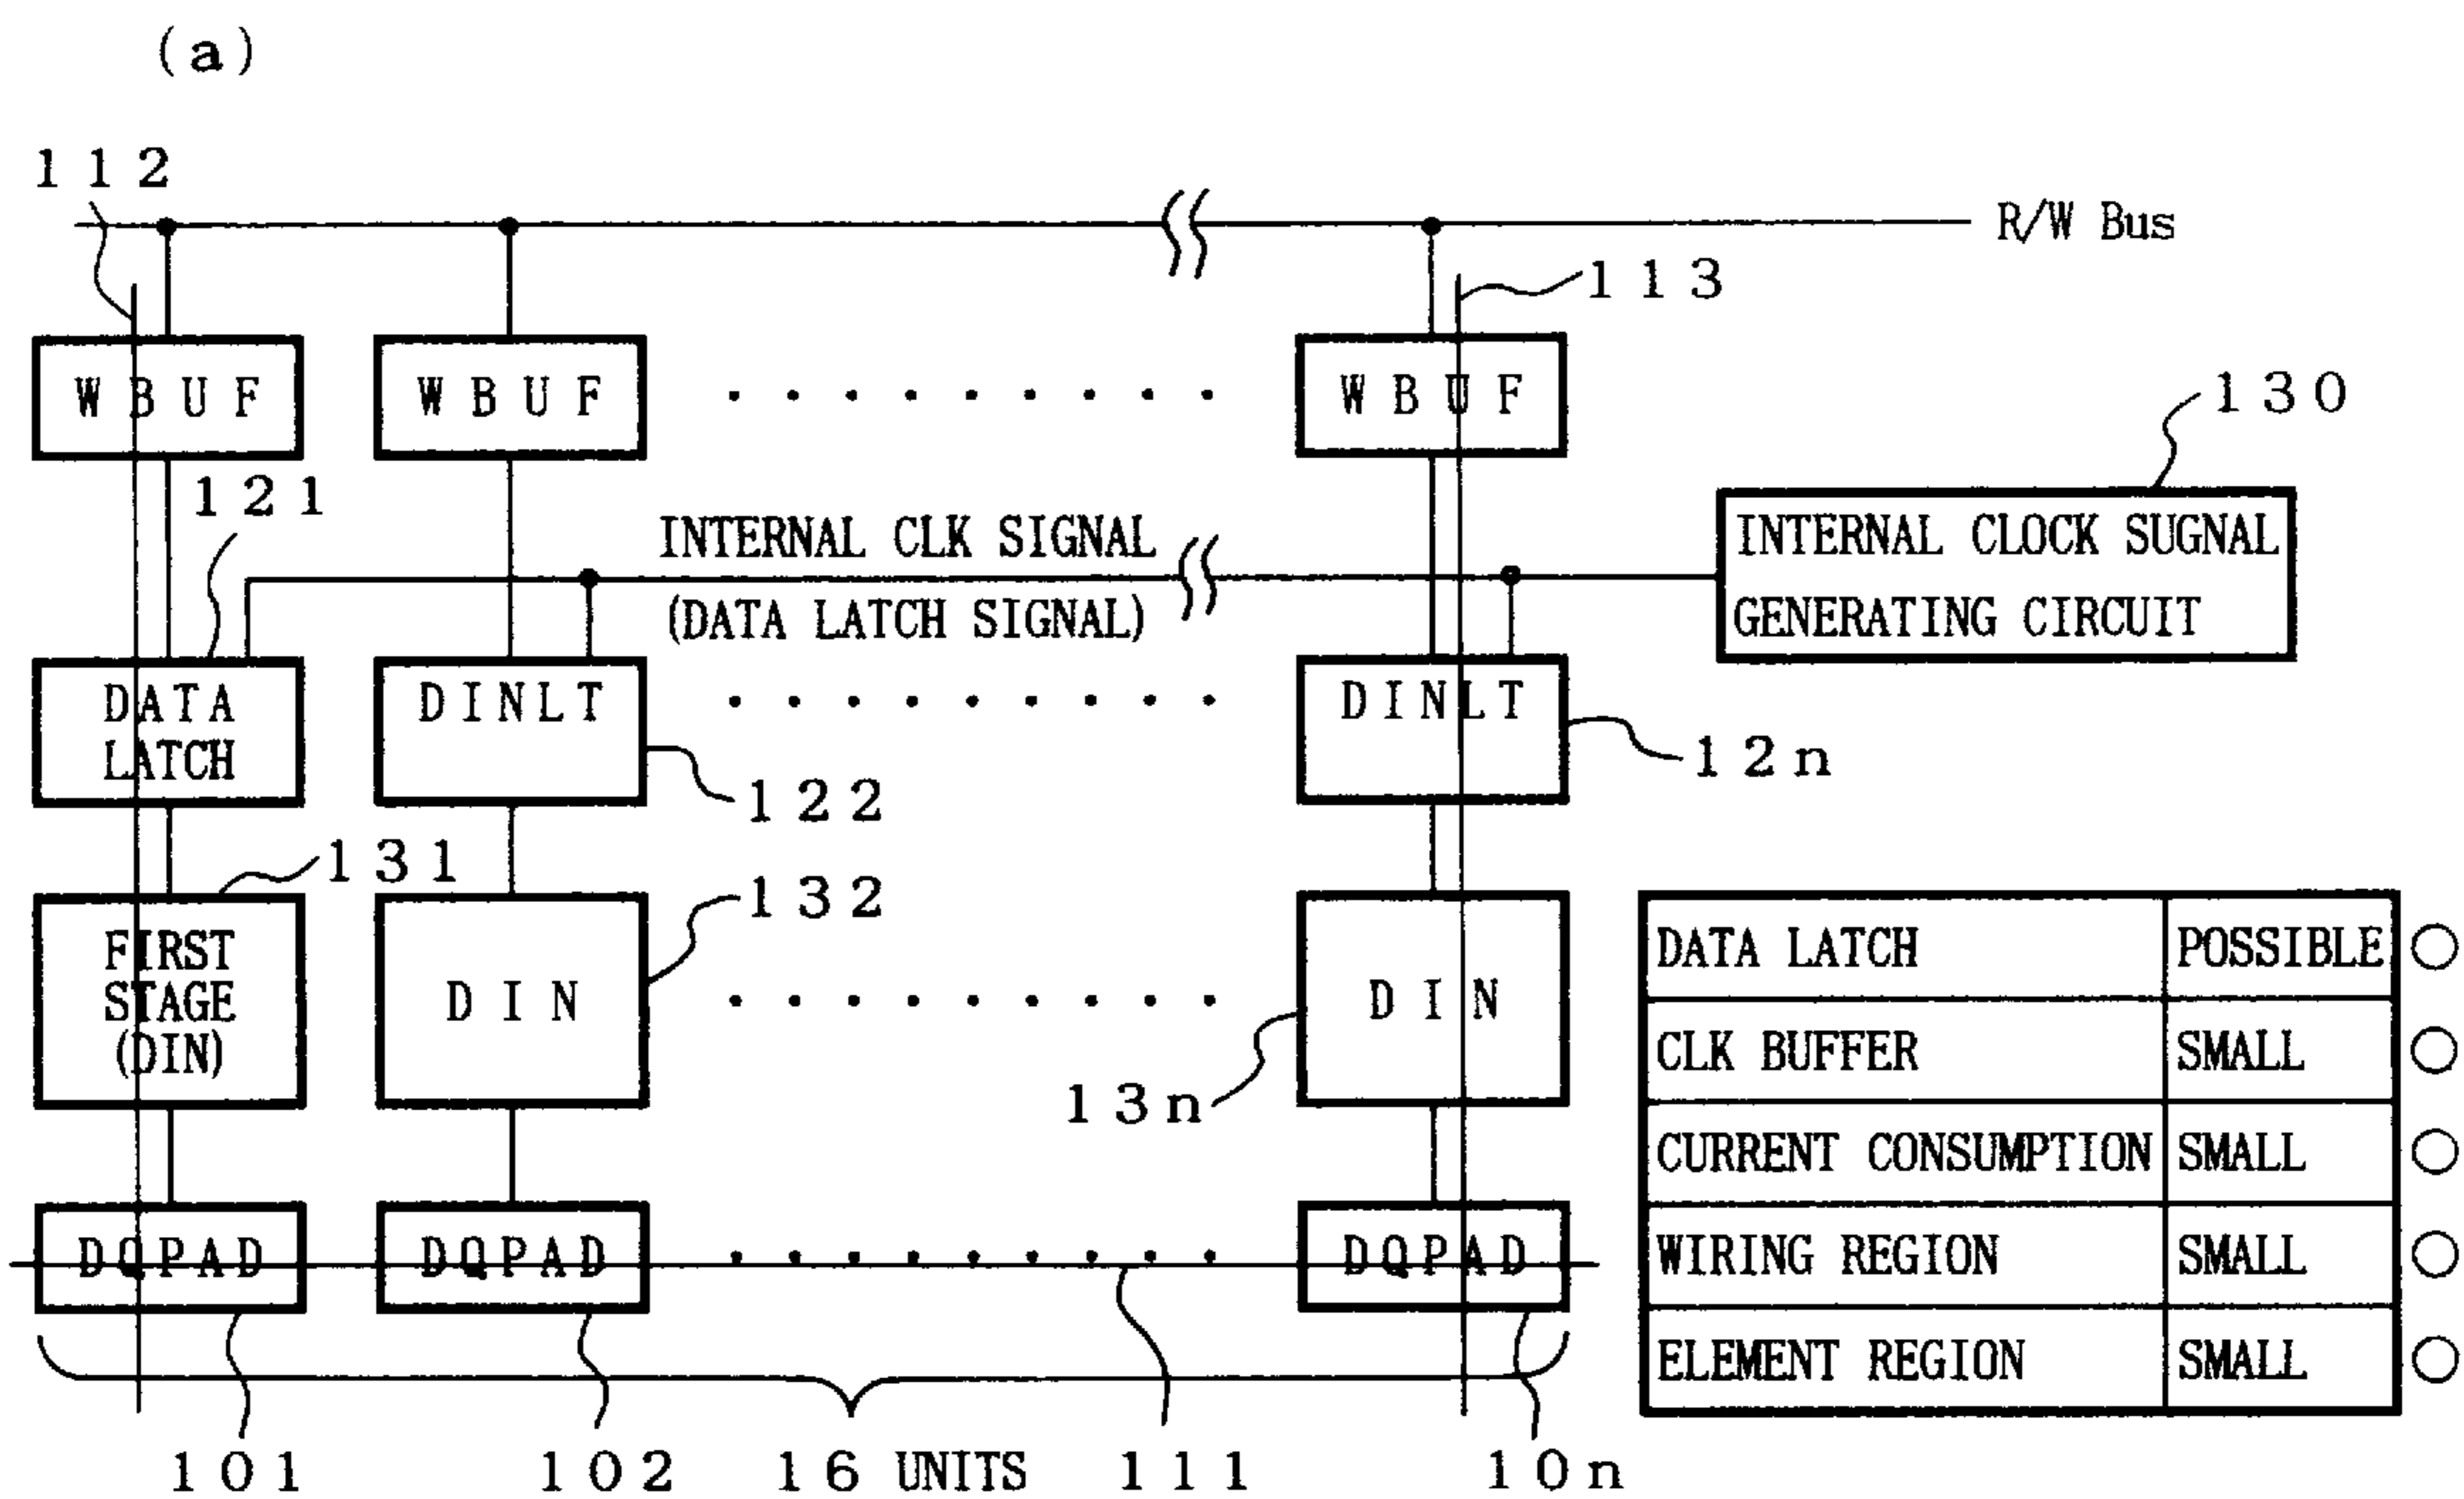 (a)
112
R/W Bus
113
WBUF
WBUF
WBUF
130
121
INTERNAL CLK SIGNAL
(DATA LATCH SIGNAL)
INTERNAL CLOCK SUGNAL
GENERATING CIRCUIT
DATA
LATCH
DINLT
DINLT
122
12n
131
132
FIRST
STAGE
(DIN)
DIN
DIN
13n
DATA LATCH POSSIBLE ○
CLK BUFFER SMALL ○
CURRENT CONSUMPTION SMALL ○
WIRING REGION SMALL ○
ELEMENT REGION SMALL ○
DQPAD
DQPAD
DQPAD
101
102
16 UNITS
111
10n